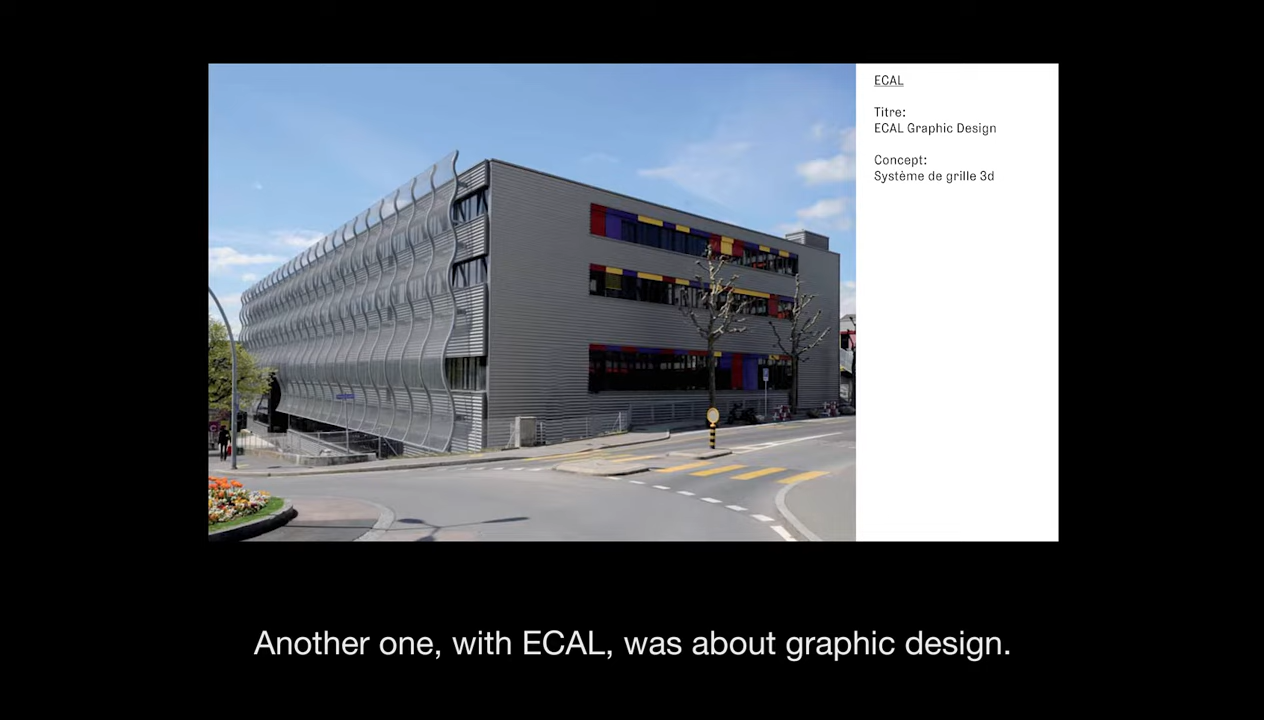 ECAL
Titre:
ECAL Graphic Design
Concept:
Système de grille 3d
Another one, with ECAL, was about graphic design.